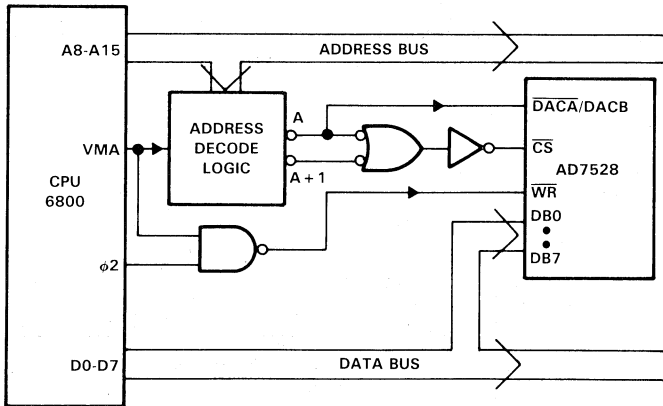 A8-A15
ADDRESS BUS
A
DACA/DACB
ADDRESS
DECODE
LOGIC
VMA
CS
CPU
6800
AD7528
A + 1
WR
DB0
DB7
φ2
D0-D7
DATA BUS